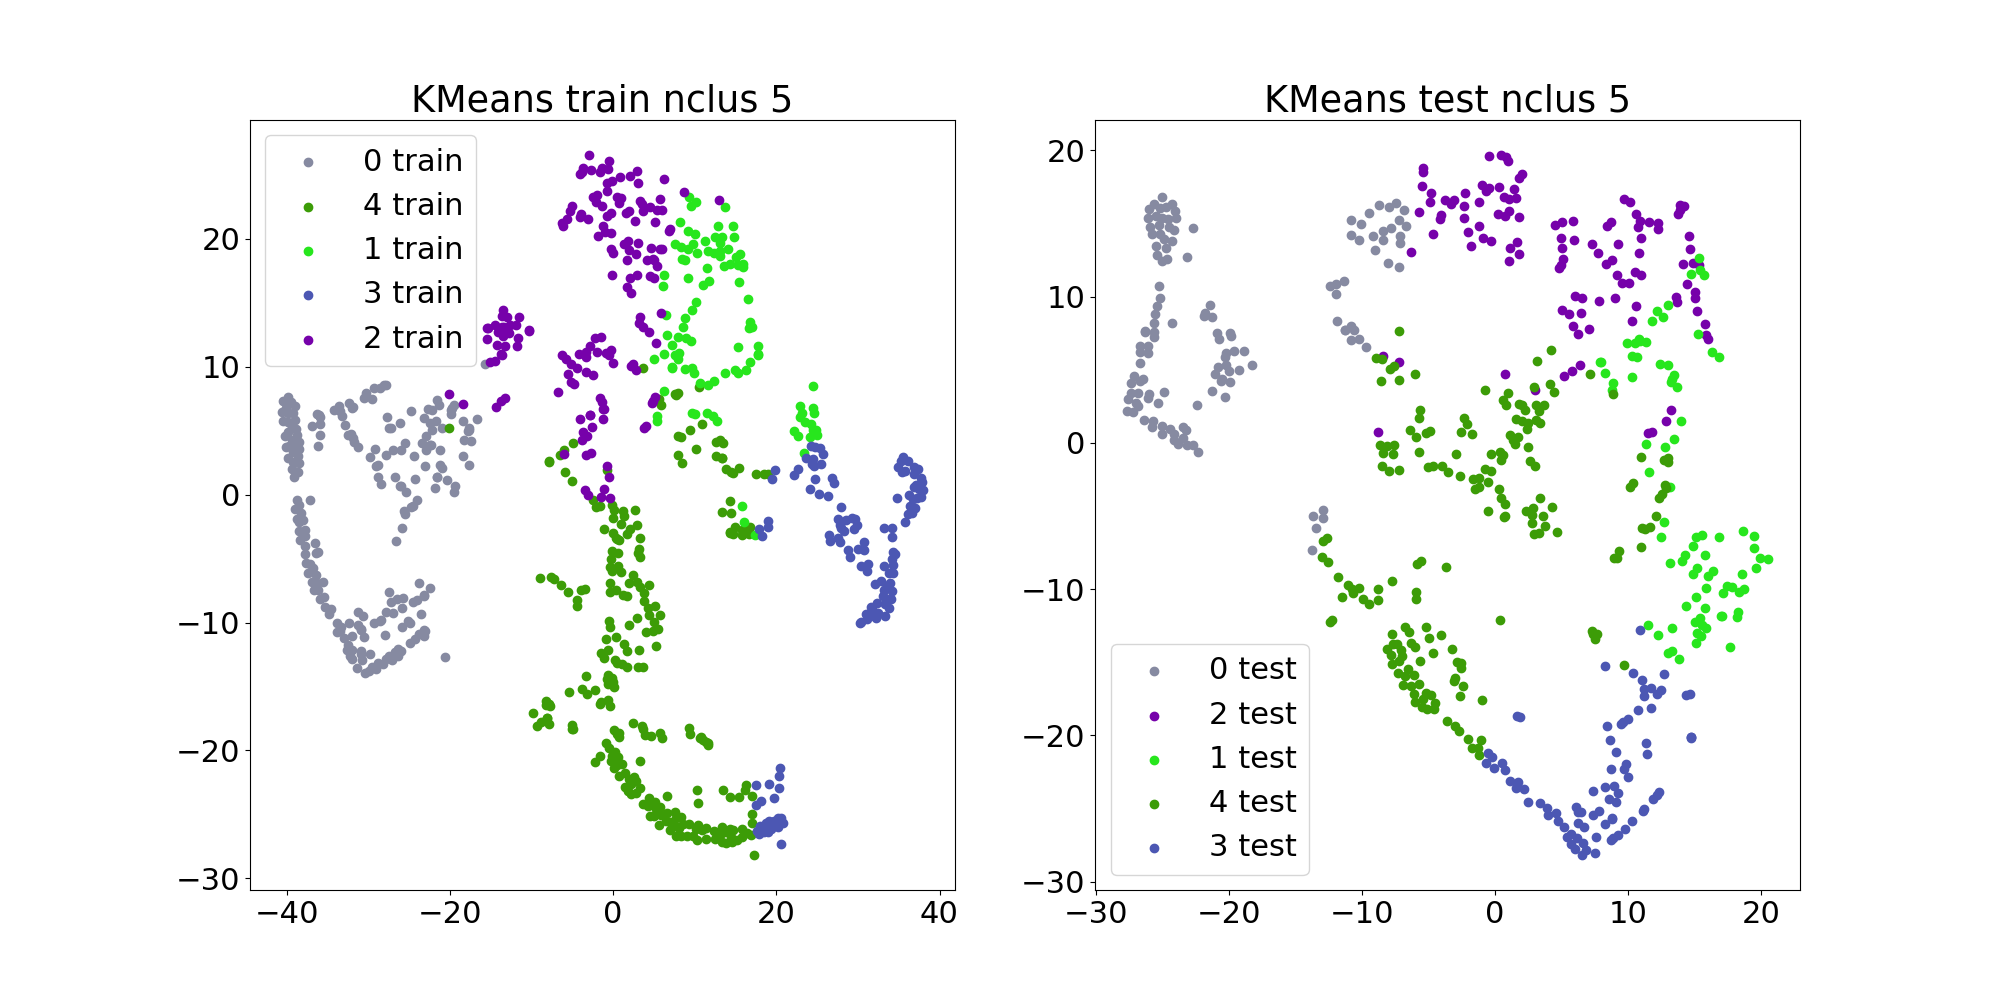 KMeans train nclus 5
0 train
4 train
1 train
3 train
2 train
20
10
0
−10
−20
−30
−40 −20 0 20 40
KMeans test nclus 5
20
10
0
−10
−20
−30
0 test
2 test
1 test
4 test
3 test
−30 −20 −10 0 10 20